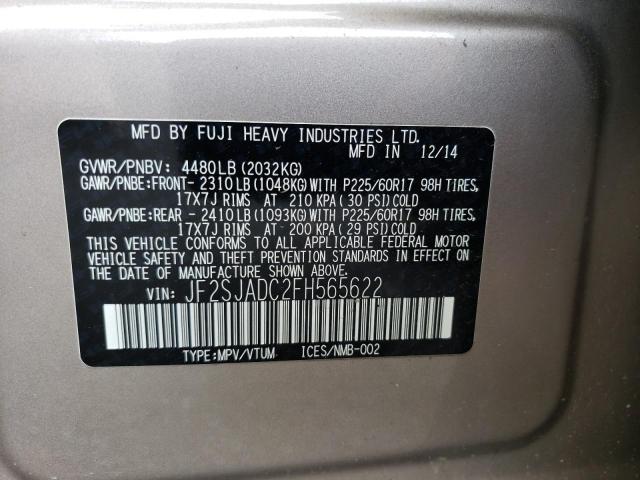 MFD BY FUJI HEAVY INDUSTRIES LTD.
MFD IN 12/14
GVWR/PNBV: 4480LB(2032KG)
GAWR/PNBE:FRONT- 2310LB(1048KG)WITH P225/60R17 98H TIRES,
17X7J RIMS AT 210 KPA(30 PSI)COLD
GAWR/PNBE:REAR - 2410LB(1093KG)WITH P225/60R17 98H TIRES,
17X7J RIMS AT 200 KPA(29 PSI)COLD
THIS VEHICLE CONFORMS TO ALL APPLICABLE FEDERAL MOTOR
VEHICLE SAFETY AND THEFT PREVENTION STANDARDS IN EFFECT ON
THE DATE OF MANUFACTURE SHOWN ABOVE.
VIN: JF2SJADC2FH565622
TYPE:MPV/VTUM ICES/NMB-002